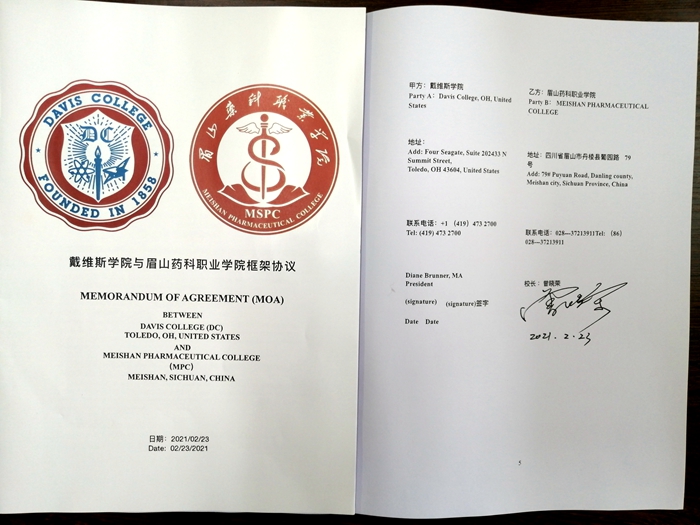 DAVIS COLLEGE
DC
FOUNDED IN 1858
眉山药科职业学院
MSPC
MEISHAN PHARMACEUTICAL COLLEGE
戴维斯学院与眉山药科职业学院框架协议
MEMORANDUM OF AGREEMENT (MOA)
BETWEEN
DAVIS COLLEGE (DC)
TOLEDO, OH, UNITED STATES
AND
MEISHAN PHARMACEUTICAL COLLEGE
(MPC)
MEISHAN, SICHUAN, CHINA
日期：2021/02/23
Date: 02/23/2021
甲方：戴维斯学院
Party A：Davis College, OH, United
States
乙方：眉山药科职业学院
Party B： MEISHAN PHARMACEUTICAL
COLLEGE
地址：
Add: Four Seagate, Suite 202433 N
Summit Street,
Toledo, OH 43604, United States
地址：四川省眉山市丹棱县葡园路 79
号
Add: 79# Puyuan Road, Danling county,
Meishan city, Sichuan Province, China
联系电话：+1 （419）473 2700
Tel: (419) 473 2700
联系电话：028—37213911Tel: （86）
028—37213911
Diane Brunner, MA
President
(signature) (signature)签字
Date Date
校长：曾晓荣
2021. 2. 23
5